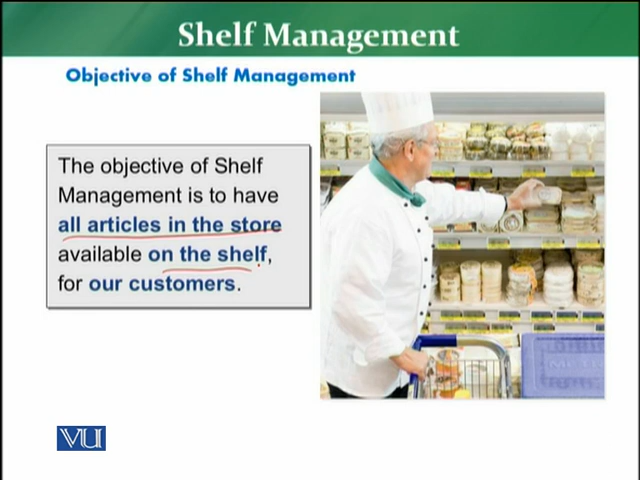 Shelf Management
Objective of Shelf Management
The objective of Shelf
Management is to have
all articles in the store
available on the shelf,
for our customers.
VU